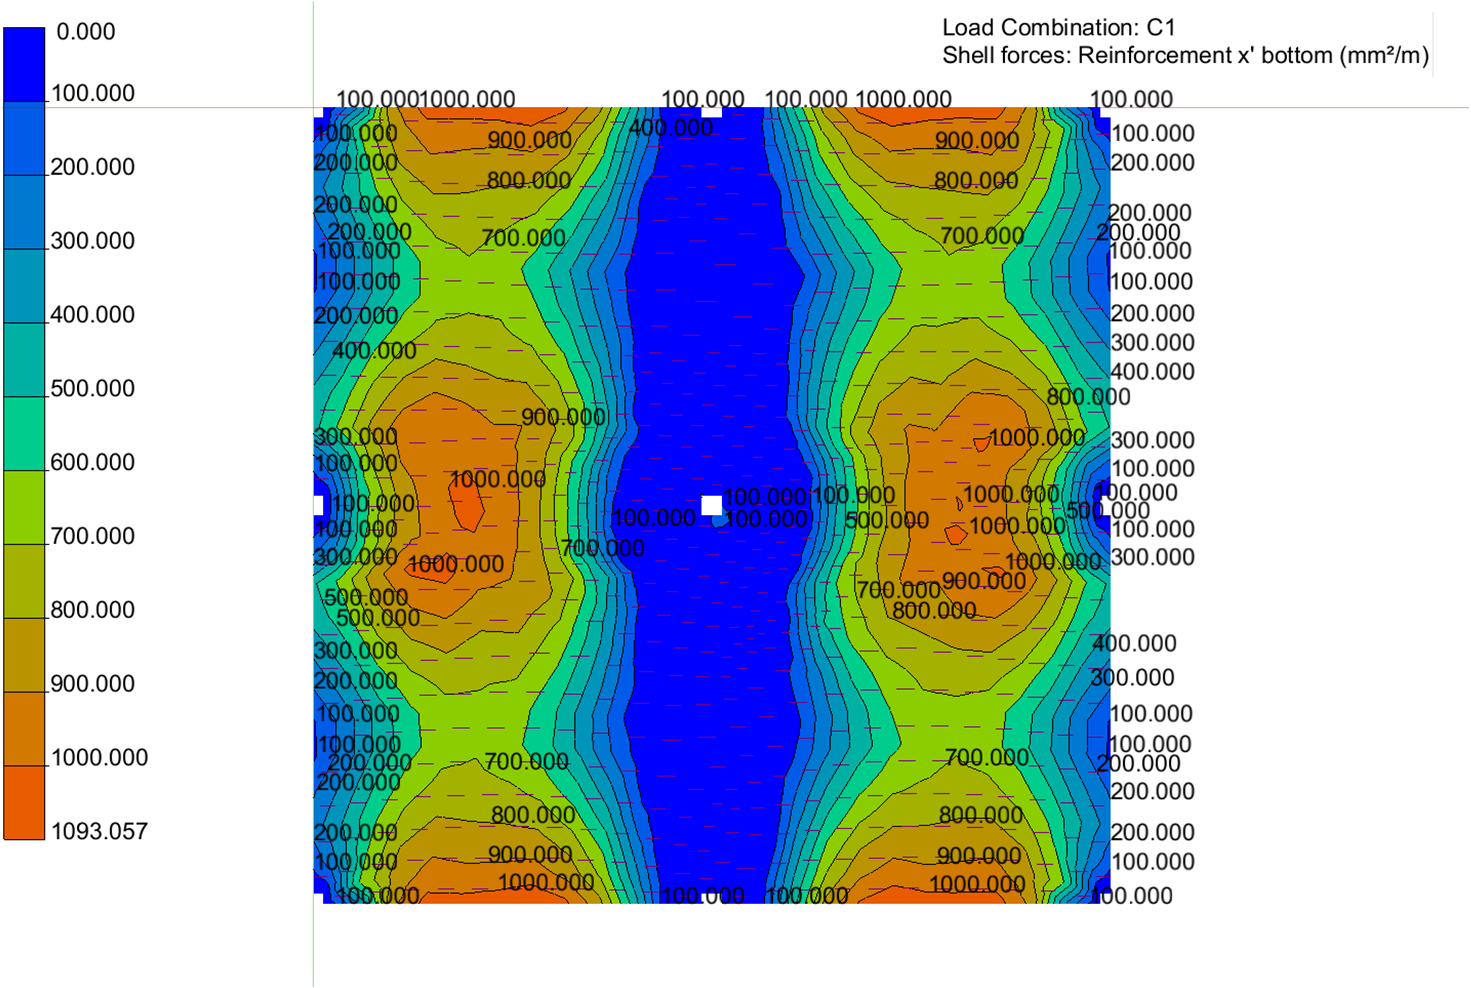 Load Combination: C1
Shell forces: Reinforcement x' bottom (mm²/m)
0.000
100.000
200.000
300.000
400.000
500.000
600.000
700.000
800.000
900.000
1000.000
1093.057
100.000 1000.000 100.000 100.000 1000.000 100.000
100.000 900.000 400.000 900.000 100.000
200.000 800.000 800.000 200.000
200.000 200.000
200.000 700.000 700.000 200.000
100.000 100.000
100.000 100.000
200.000 200.000
400.000 300.000
400.000
900.000 800.000
300.000 1000.000 300.000
100.000 100.000
1000.000
100.000 100.000 100.000 1000.000 100.000
100.000 100.000 500.000 500.000
100.000 1000.000 100.000
300.000 700.000 300.000
1000.000 1000.000
900.000
500.000 700.000
500.000 800.000
300.000 400.000
200.000 300.000
100.000 100.000
100.000 100.000
200.000 700.000 700.000 200.000
200.000 200.000
800.000 800.000
200.000 200.000
100.000 900.000 900.000 100.000
1000.000 1000.000
100.000 100.000 100.000 100.000